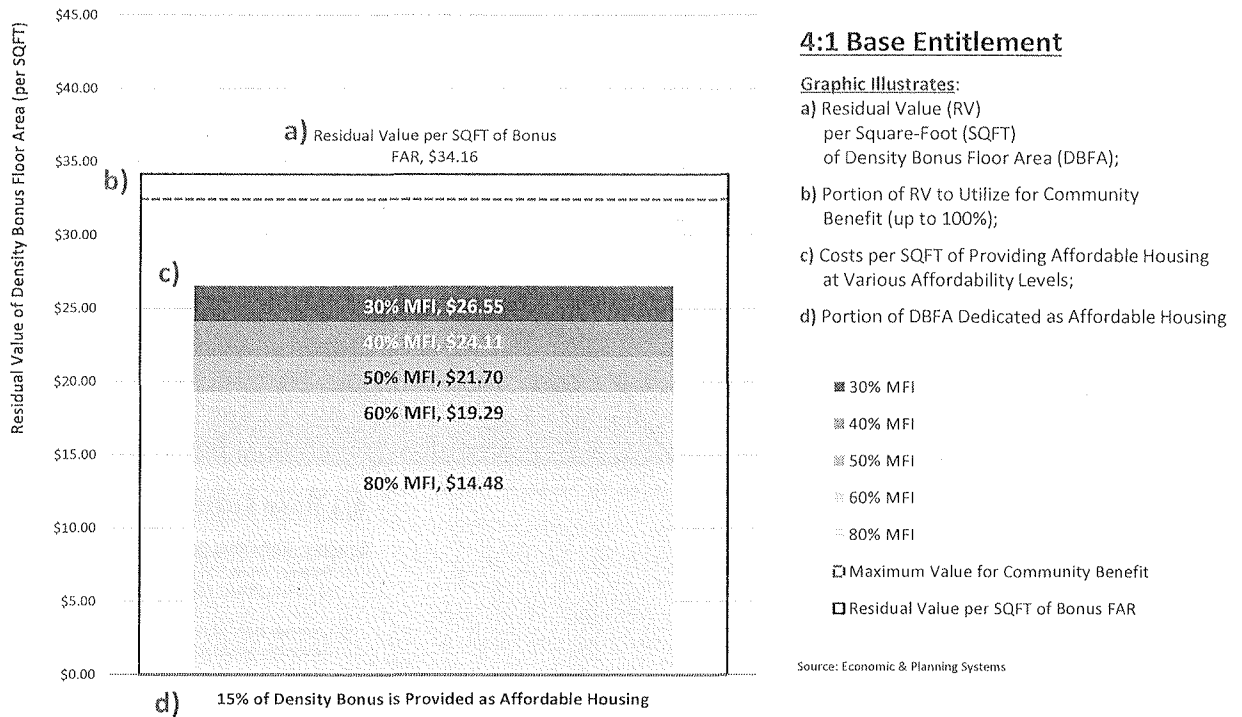 Residual Value of Density Bonus Floor Area (per SQFT)
$45.00
$40.00
$35.00
$30.00
$25.00
$20.00
$15.00
$10.00
$5.00
$0.00
a) Residual Value per SQFT of Bonus
FAR, $34.16
b)
c)
30% MFI, $26.55
40% MFI, $24.11
50% MFI, $21.70
60% MFI, $19.29
80% MFI, $14.48
d) 15% of Density Bonus is Provided as Affordable Housing
4:1 Base Entitlement
Graphic Illustrates:
a) Residual Value (RV)
per Square-Foot (SQFT)
of Density Bonus Floor Area (DBFA);
b) Portion of RV to Utilize for Community
Benefit (up to 100%);
c) Costs per SQFT of Providing Affordable Housing
at Various Affordability Levels;
d) Portion of DBFA Dedicated as Affordable Housing
30% MFI
40% MFI
50% MFI
60% MFI
80% MFI
Maximum Value for Community Benefit
Residual Value per SQFT of Bonus FAR
Source: Economic & Planning Systems